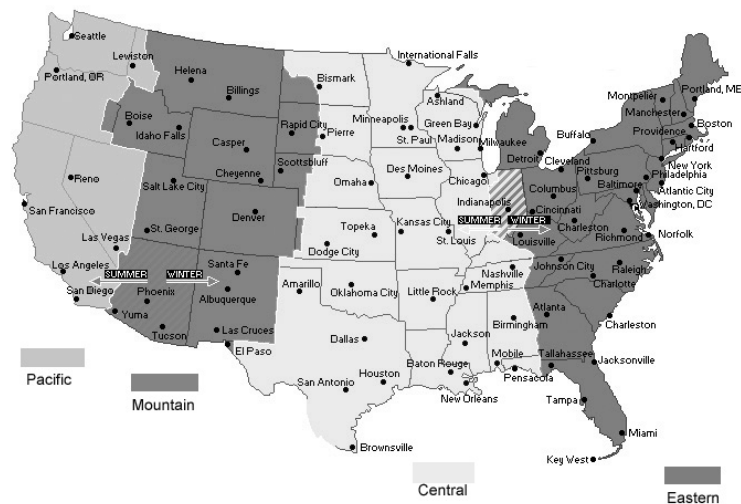 Seattle
International Falls
Lewiston
Portland, OR
Helena
Bismark
Billings
Ashland
Montpelier
Portland, ME
Manchester
Boise
Idaho Falls
Rapid City
Pierre
Minneapolis
St. Paul
Green Bay
Madison
Milwaukee
Buffalo
Boston
Providence
Hartford
Casper
Scottsbluff
Detroit
Cleveland
New York
Reno
Salt Lake City
Cheyenne
Omaha
Des Moines
Chicago
Pittsburg
Philadelphia
Columbus
Baltimore
Atlantic City
San Francisco
Denver
Indianapolis
Cincinnati
Washington, DC
St. George
Topeka
Kansas City
SUMMER
WINTER
Charleston
Las Vegas
Dodge City
St. Louis
Louisville
Richmond
Norfolk
Los Angeles
SUMMER
WINTER
Santa Fe
Nashville
Johnson City
Raleigh
San Diego
Phoenix
Albuquerque
Amarillo
Oklahoma City
Little Rock
Memphis
Charlotte
Yuma
Tucson
Las Cruces
Atlanta
Birmingham
Charleston
El Paso
Dallas
Jackson
Pacific
Mountain
San Antonio
Houston
Baton Rouge
Mobile
Tallahassee
Jacksonville
Pensacola
New Orleans
Tampa
Miami
Brownsville
Key West
Central
Eastern